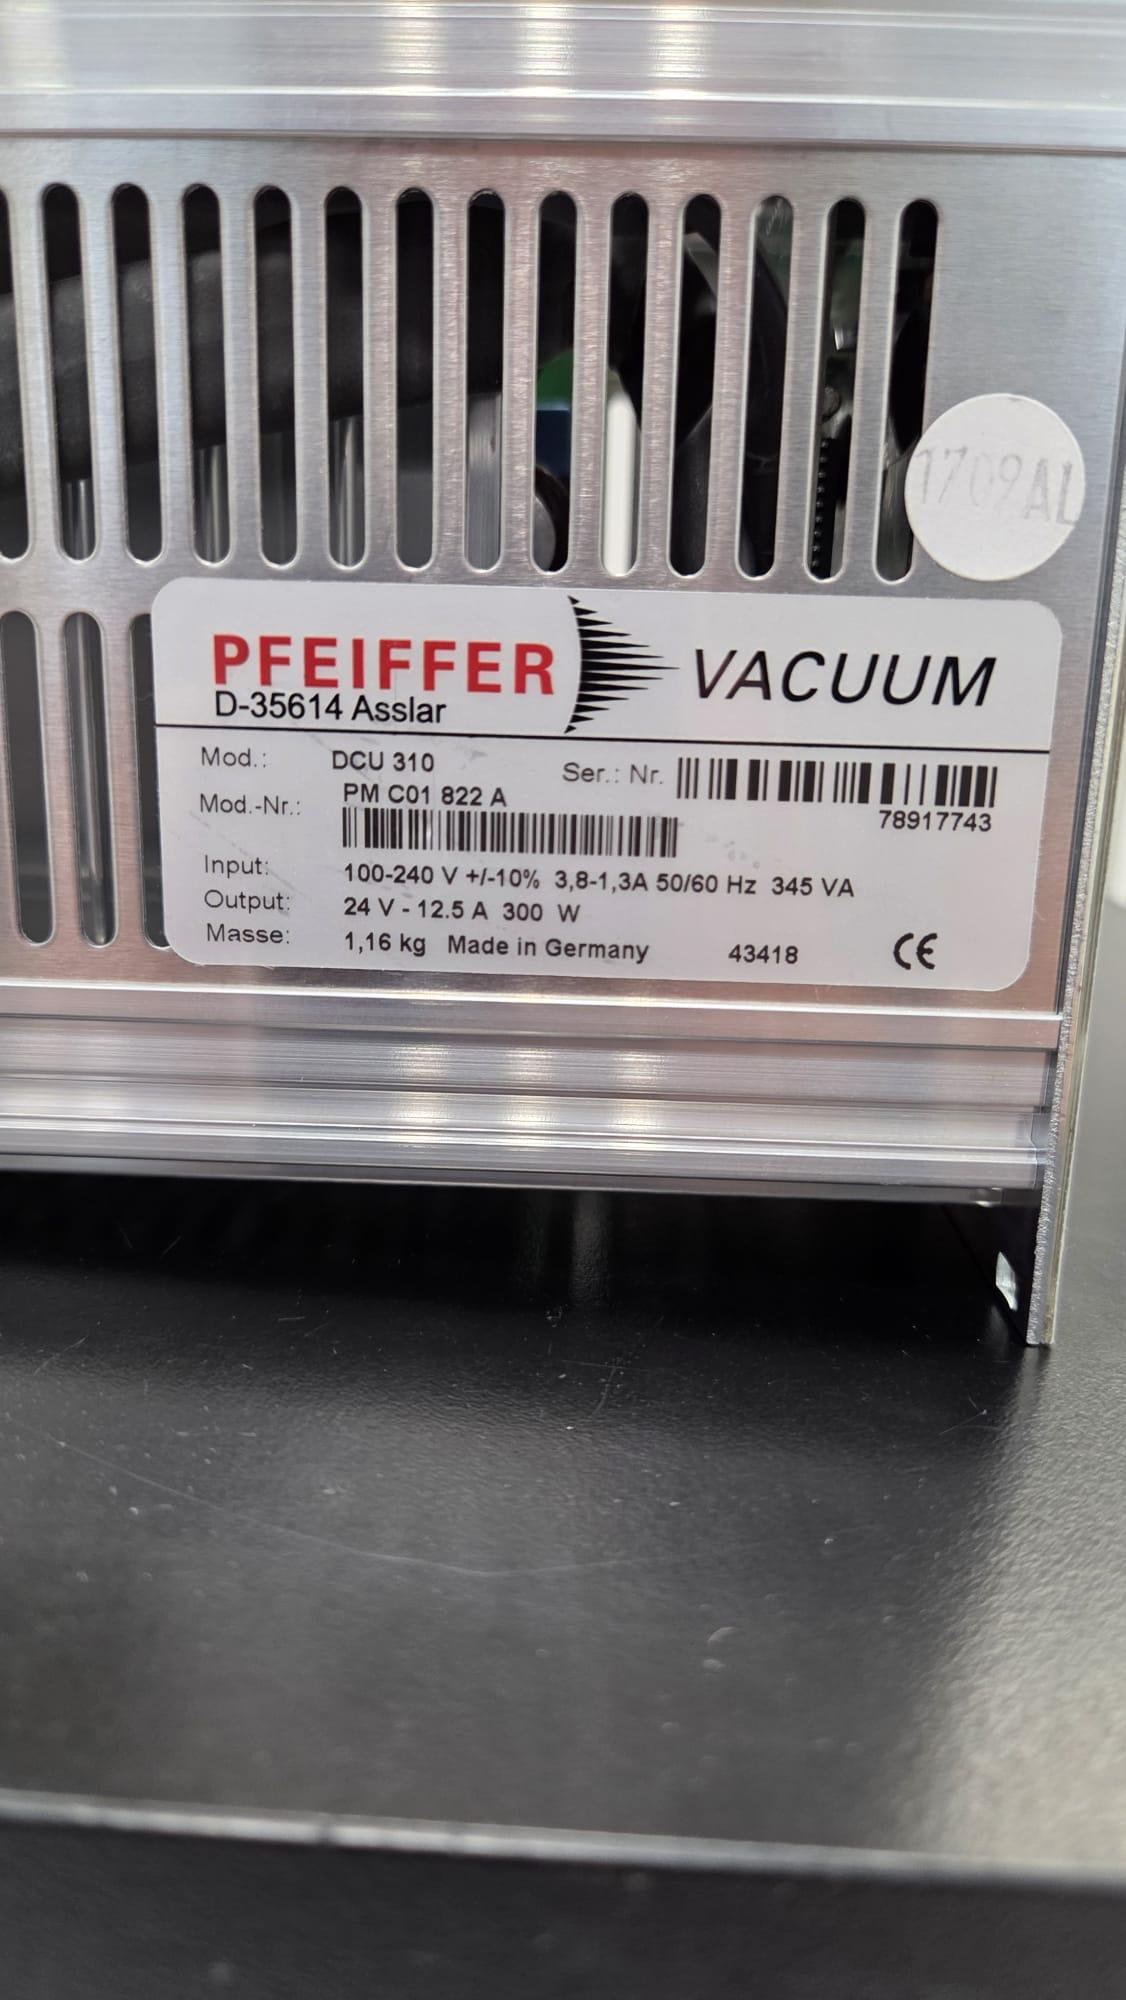 1709AL
PFEIFFER VACUUM
D-35614 Asslar
Mod.: DCU 310 Ser.: Nr.
78917743
Mod.-Nr.: PM C01 822 A
Input: 100-240 V +/-10% 3,8-1,3A 50/60 Hz 345 VA
Output: 24 V - 12.5 A 300 W
Masse: 1,16 kg Made in Germany 43418 CE